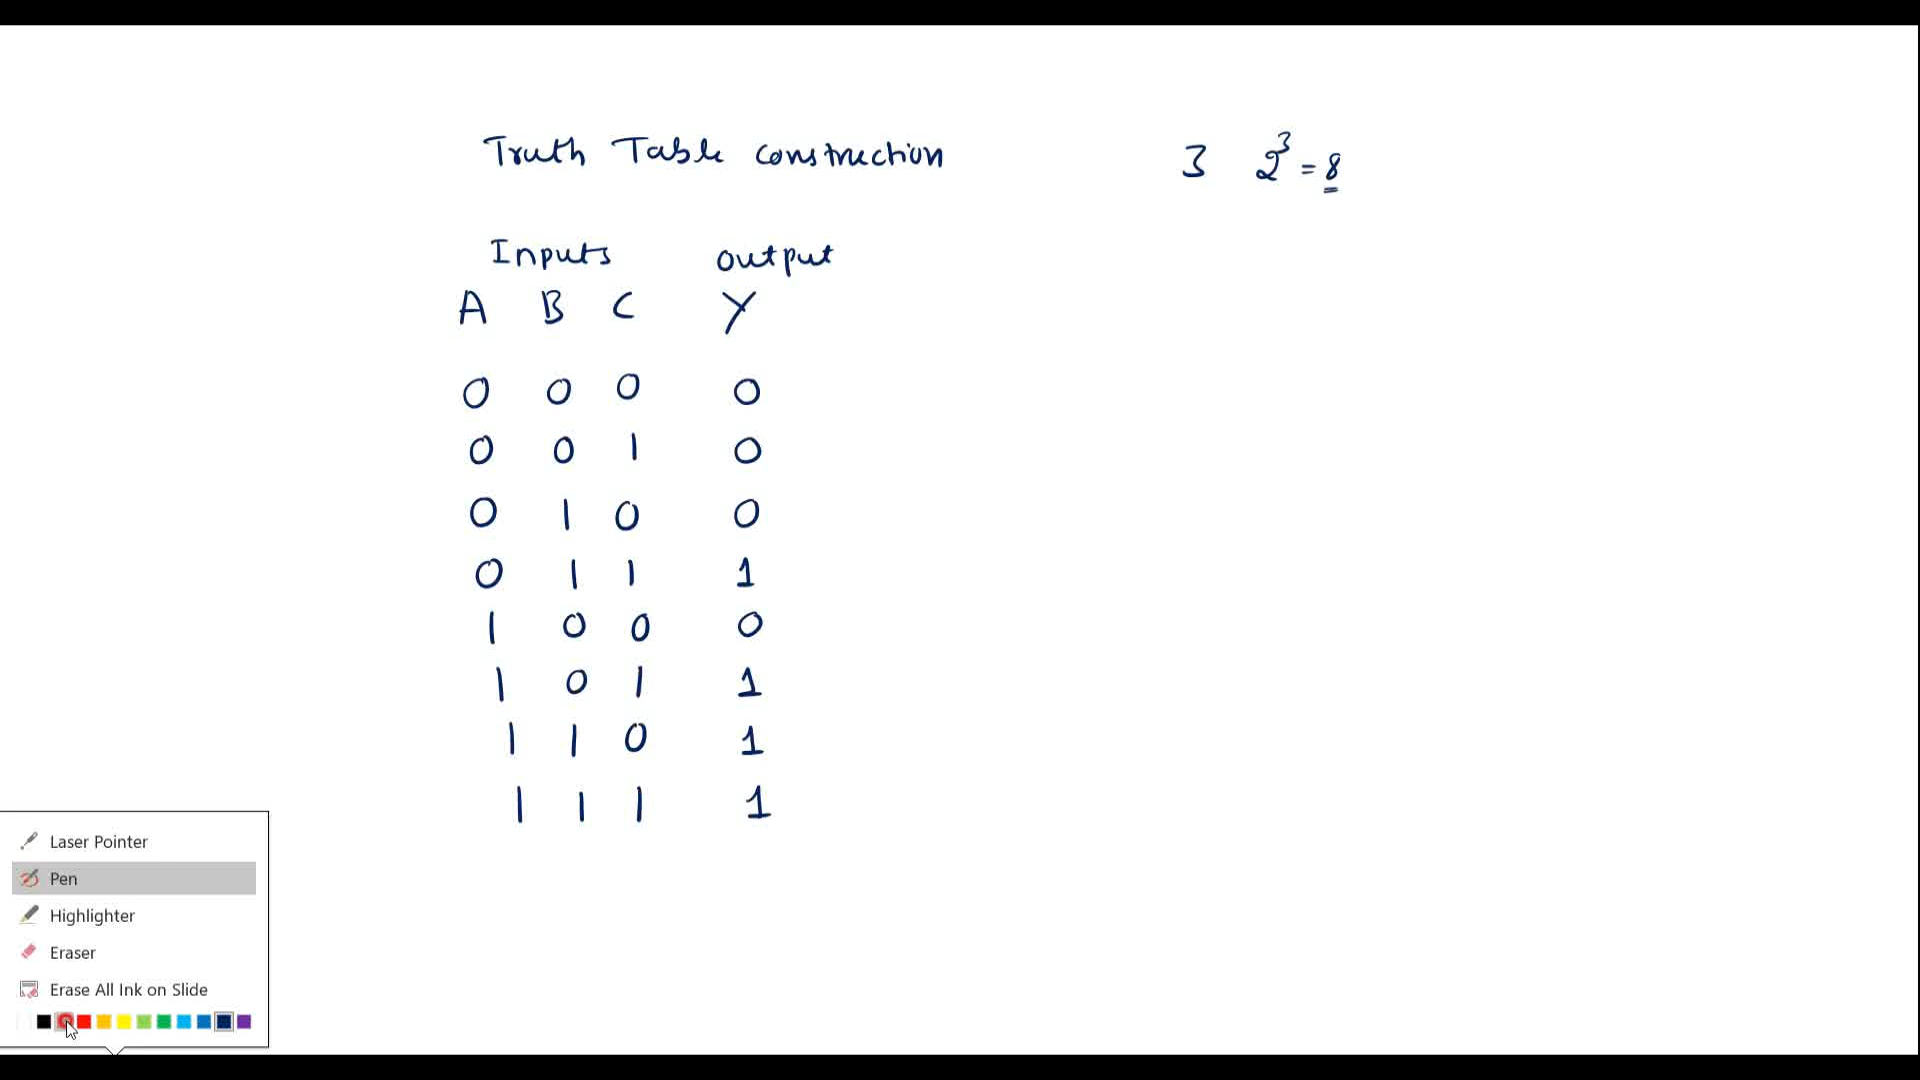 Truth Table construction
3 2³ = 8
Inputs output
A B C Y
0 0 0 0
0 0 1 0
0 1 0 0
0 1 1 1
1 0 0 0
1 0 1 1
1 1 0 1
1 1 1 1
Laser Pointer
Pen
Highlighter
Eraser
Erase All Ink on Slide